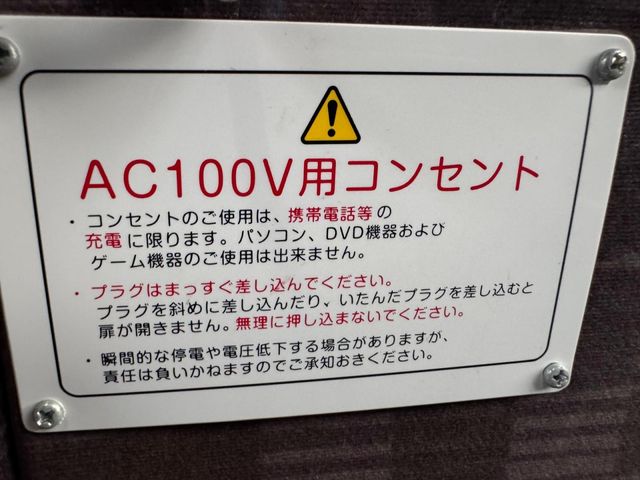 AC100V用コンセント
・コンセントのご使用は、携帯電話等の
充電に限ります。パソコン、DVD機器および
ゲーム機器のご使用は出来ません。
・プラグはまっすぐ差し込んでください。
プラグを斜めに差し込んだり、いたんだプラグを差し込むと
扉が開きません。無理に押し込まないでください。
・瞬間的な停電や電圧低下する場合がありますが、
責任は負いかねますのでご承知おきください。